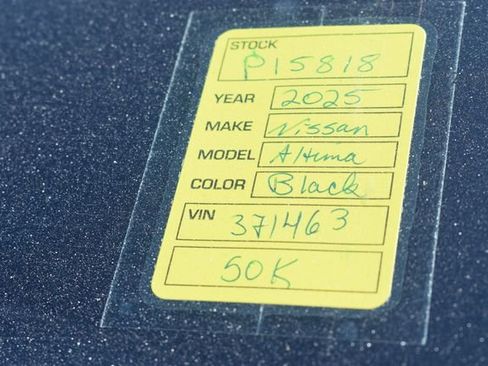 STOCK
P15818
YEAR 2025
MAKE Nissan
MODEL Altima
COLOR Black
VIN 371463
50K